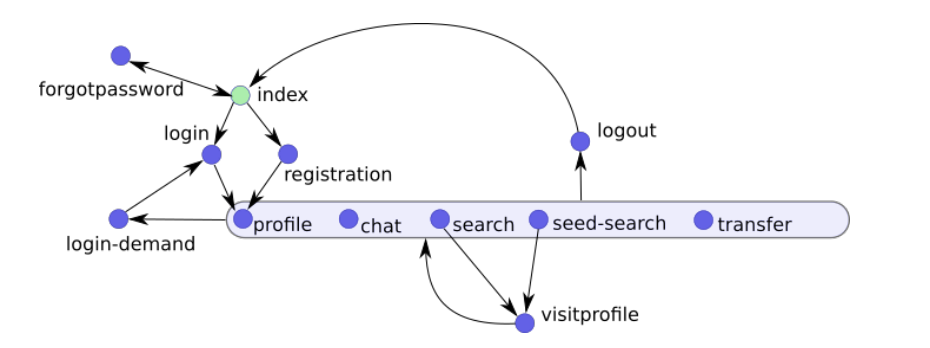 forgotpassword
index
login
logout
registration
login-demand
profile
chat
search
seed-search
transfer
visitprofile